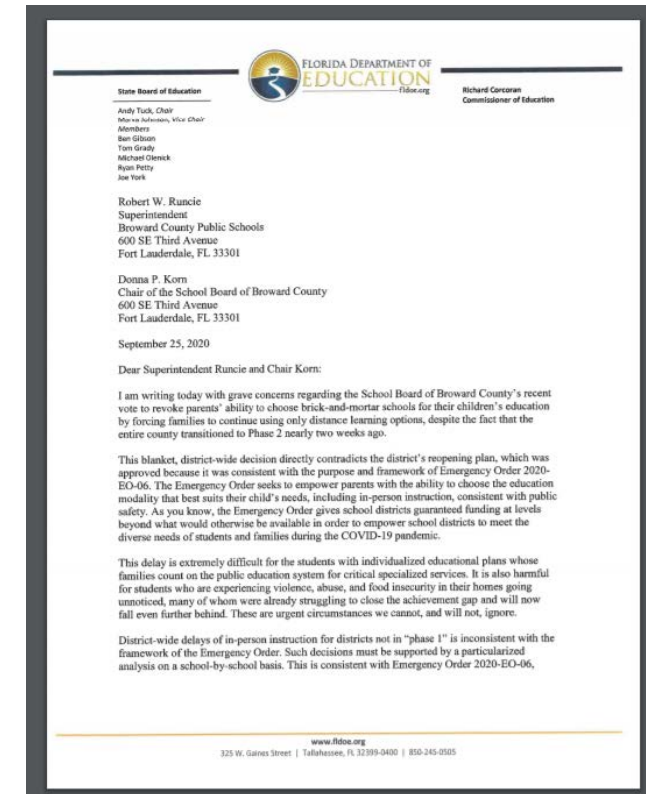 FLORIDA DEPARTMENT OF
EDUCATION
fldoe.org
State Board of Education
Andy Tuck, Chair
Marva Johnson, Vice Chair
Members
Ben Gibson
Tom Grady
Michael Olenick
Ryan Petty
Joe York
Richard Corcoran
Commissioner of Education
Robert W. Runcie
Superintendent
Broward County Public Schools
600 SE Third Avenue
Fort Lauderdale, FL 33301
Donna P. Korn
Chair of the School Board of Broward County
600 SE Third Avenue
Fort Lauderdale, FL 33301
September 25, 2020
Dear Superintendent Runcie and Chair Korn:
I am writing today with grave concerns regarding the School Board of Broward County's recent
vote to revoke parents' ability to choose brick-and-mortar schools for their children's education
by forcing families to continue using only distance learning options, despite the fact that the
entire county transitioned to Phase 2 nearly two weeks ago.
This blanket, district-wide decision directly contradicts the district's reopening plan, which was
approved because it was consistent with the purpose and framework of Emergency Order 2020-
EO-06. The Emergency Order seeks to empower parents with the ability to choose the education
modality that best suits their child's needs, including in-person instruction, consistent with public
safety. As you know, the Emergency Order gives school districts guaranteed funding at levels
beyond what would otherwise be available in order to empower school districts to meet the
diverse needs of students and families during the COVID-19 pandemic.
This delay is extremely difficult for the students with individualized educational plans whose
families count on the public education system for critical specialized services. It is also harmful
for students who are experiencing violence, abuse, and food insecurity in their homes going
unnoticed, many of whom were already struggling to close the achievement gap and will now
fall even further behind. These are urgent circumstances we cannot, and will not, ignore.
District-wide delays of in-person instruction for districts not in "phase 1" is inconsistent with the
framework of the Emergency Order. Such decisions must be supported by a particularized
analysis on a school-by-school basis. This is consistent with Emergency Order 2020-EO-06,
www.fldoe.org
325 W. Gaines Street | Tallahassee, FL 32399-0400 | 850-245-0505